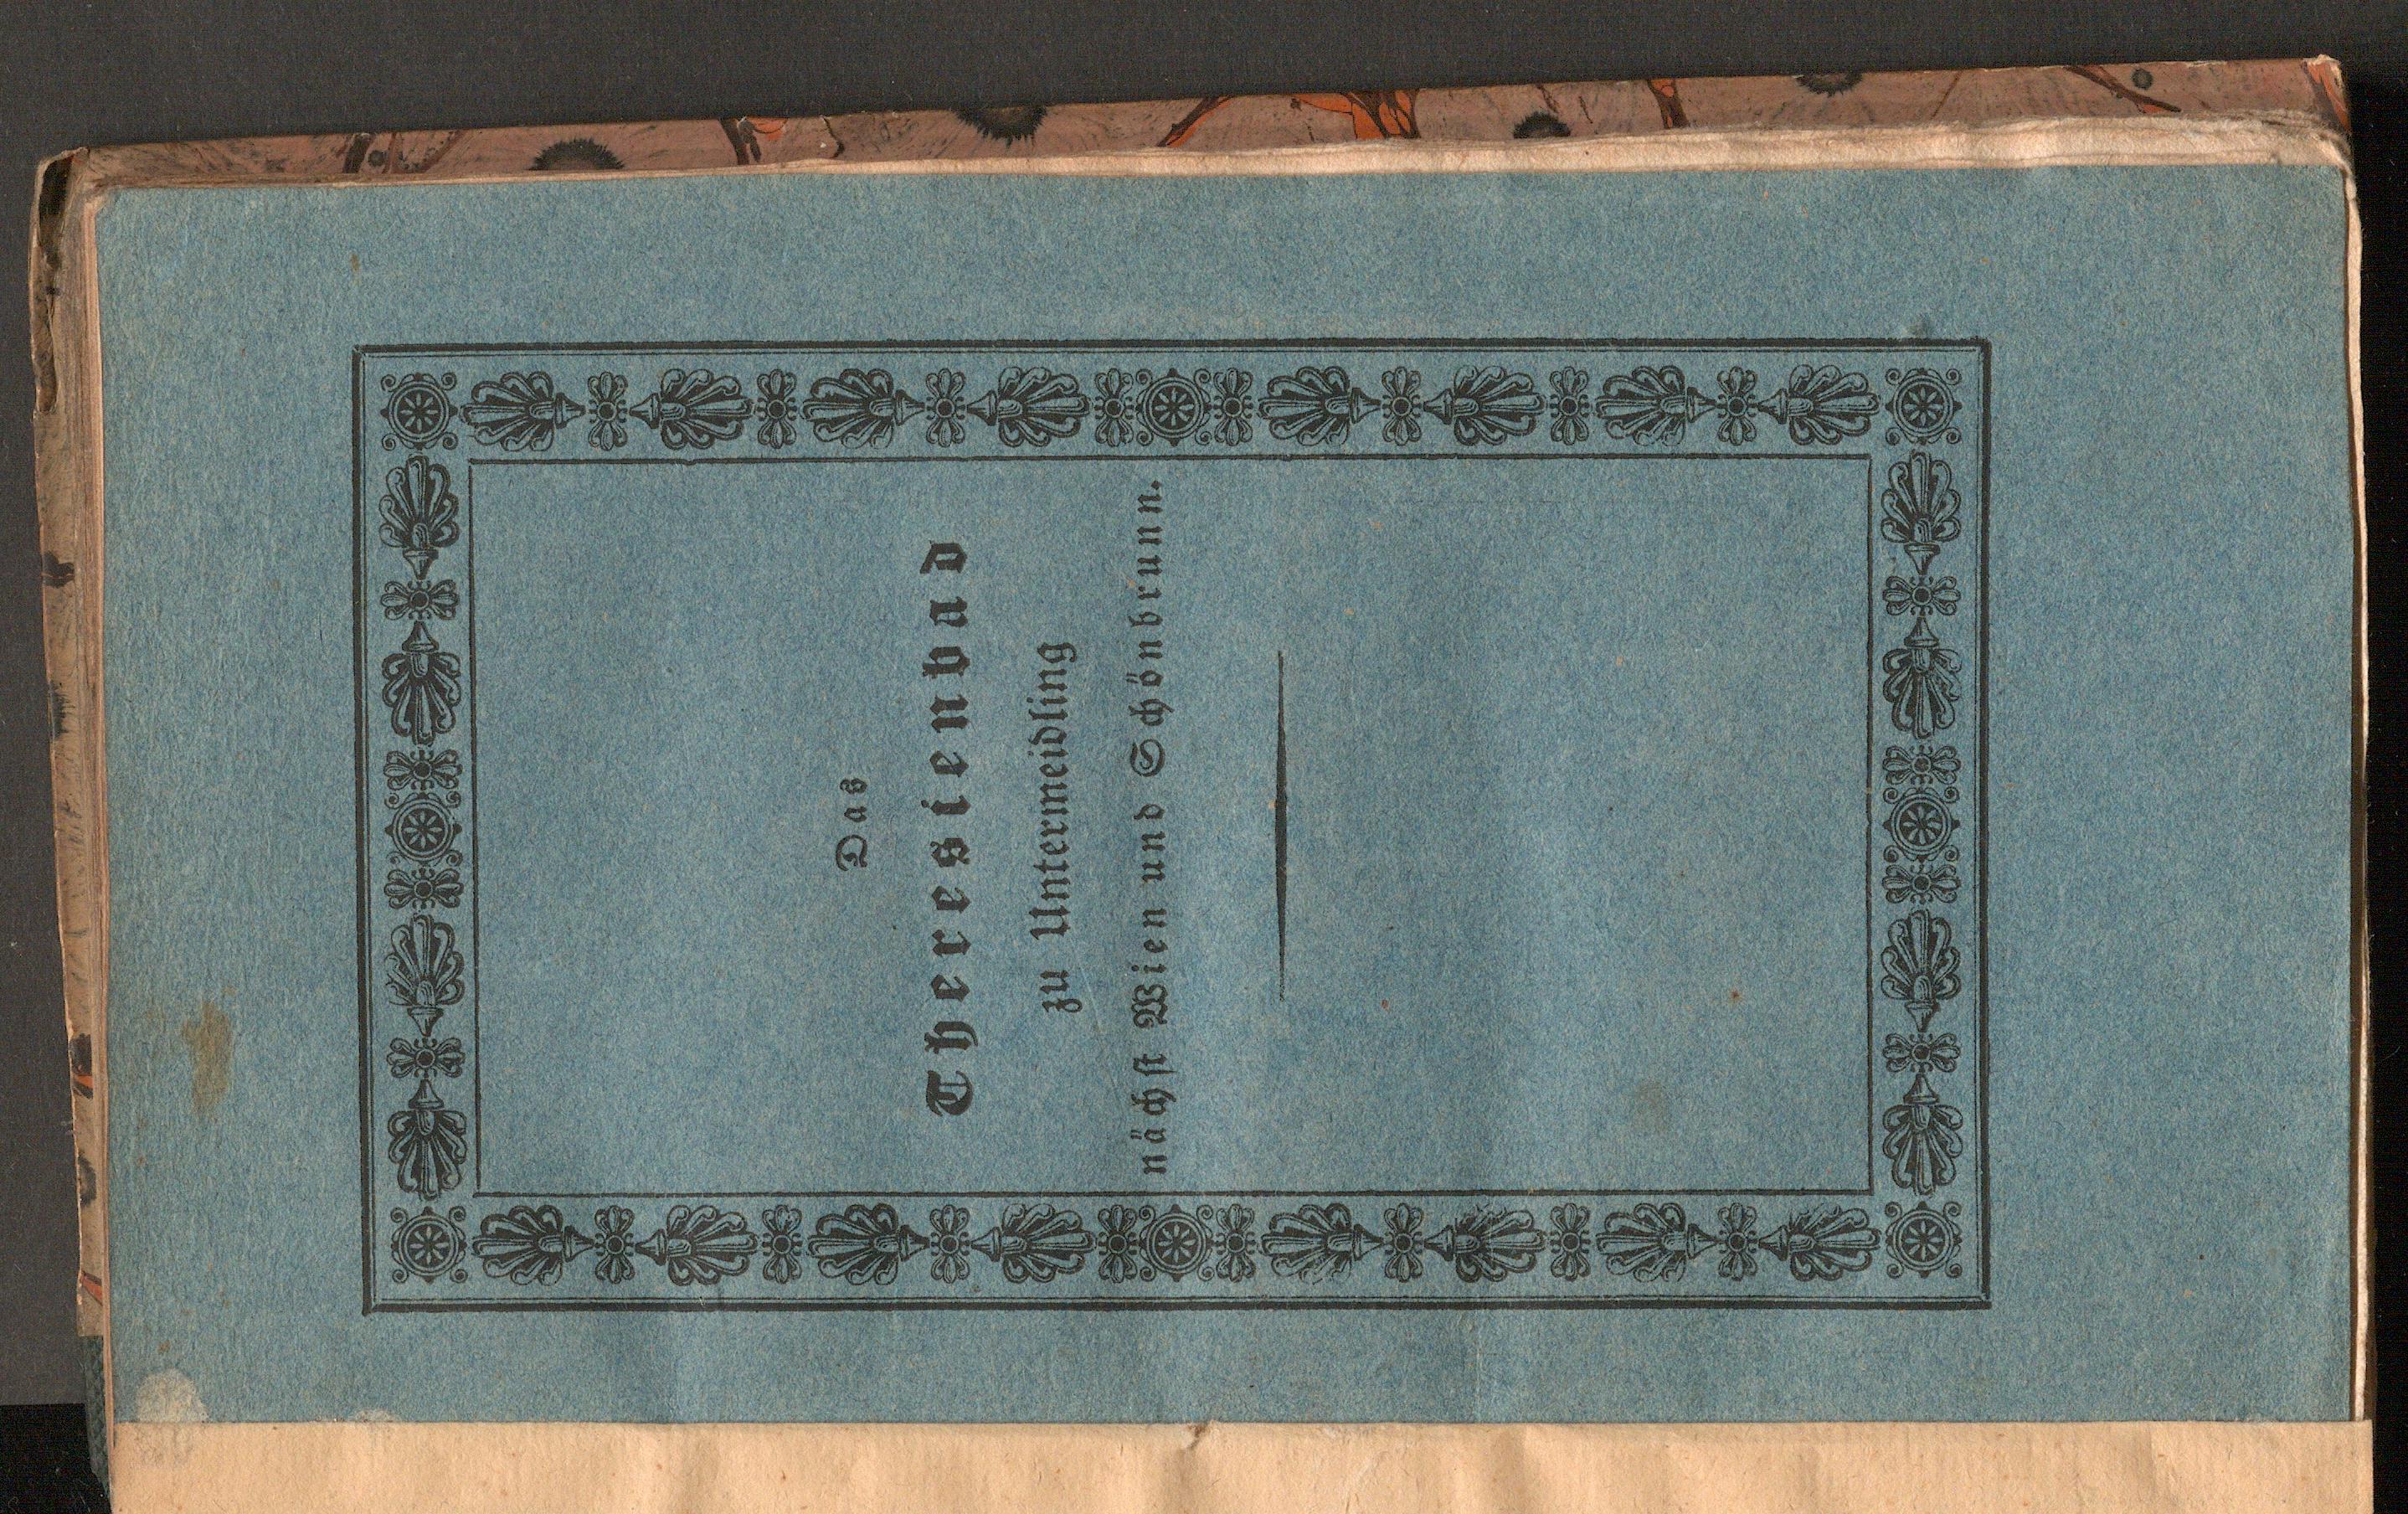 Das
Theresienbad
zu Untermeidling
nächst Wien und Schönbrunn.